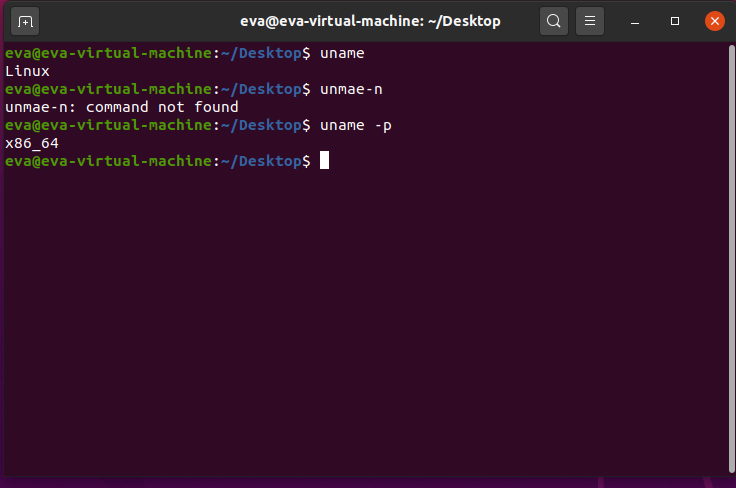 eva@eva-virtual-machine: ~/Desktop
eva@eva-virtual-machine:~/Desktop$ uname
Linux
eva@eva-virtual-machine:~/Desktop$ unmae-n
unmae-n: command not found
eva@eva-virtual-machine:~/Desktop$ uname -p
x86_64
eva@eva-virtual-machine:~/Desktop$